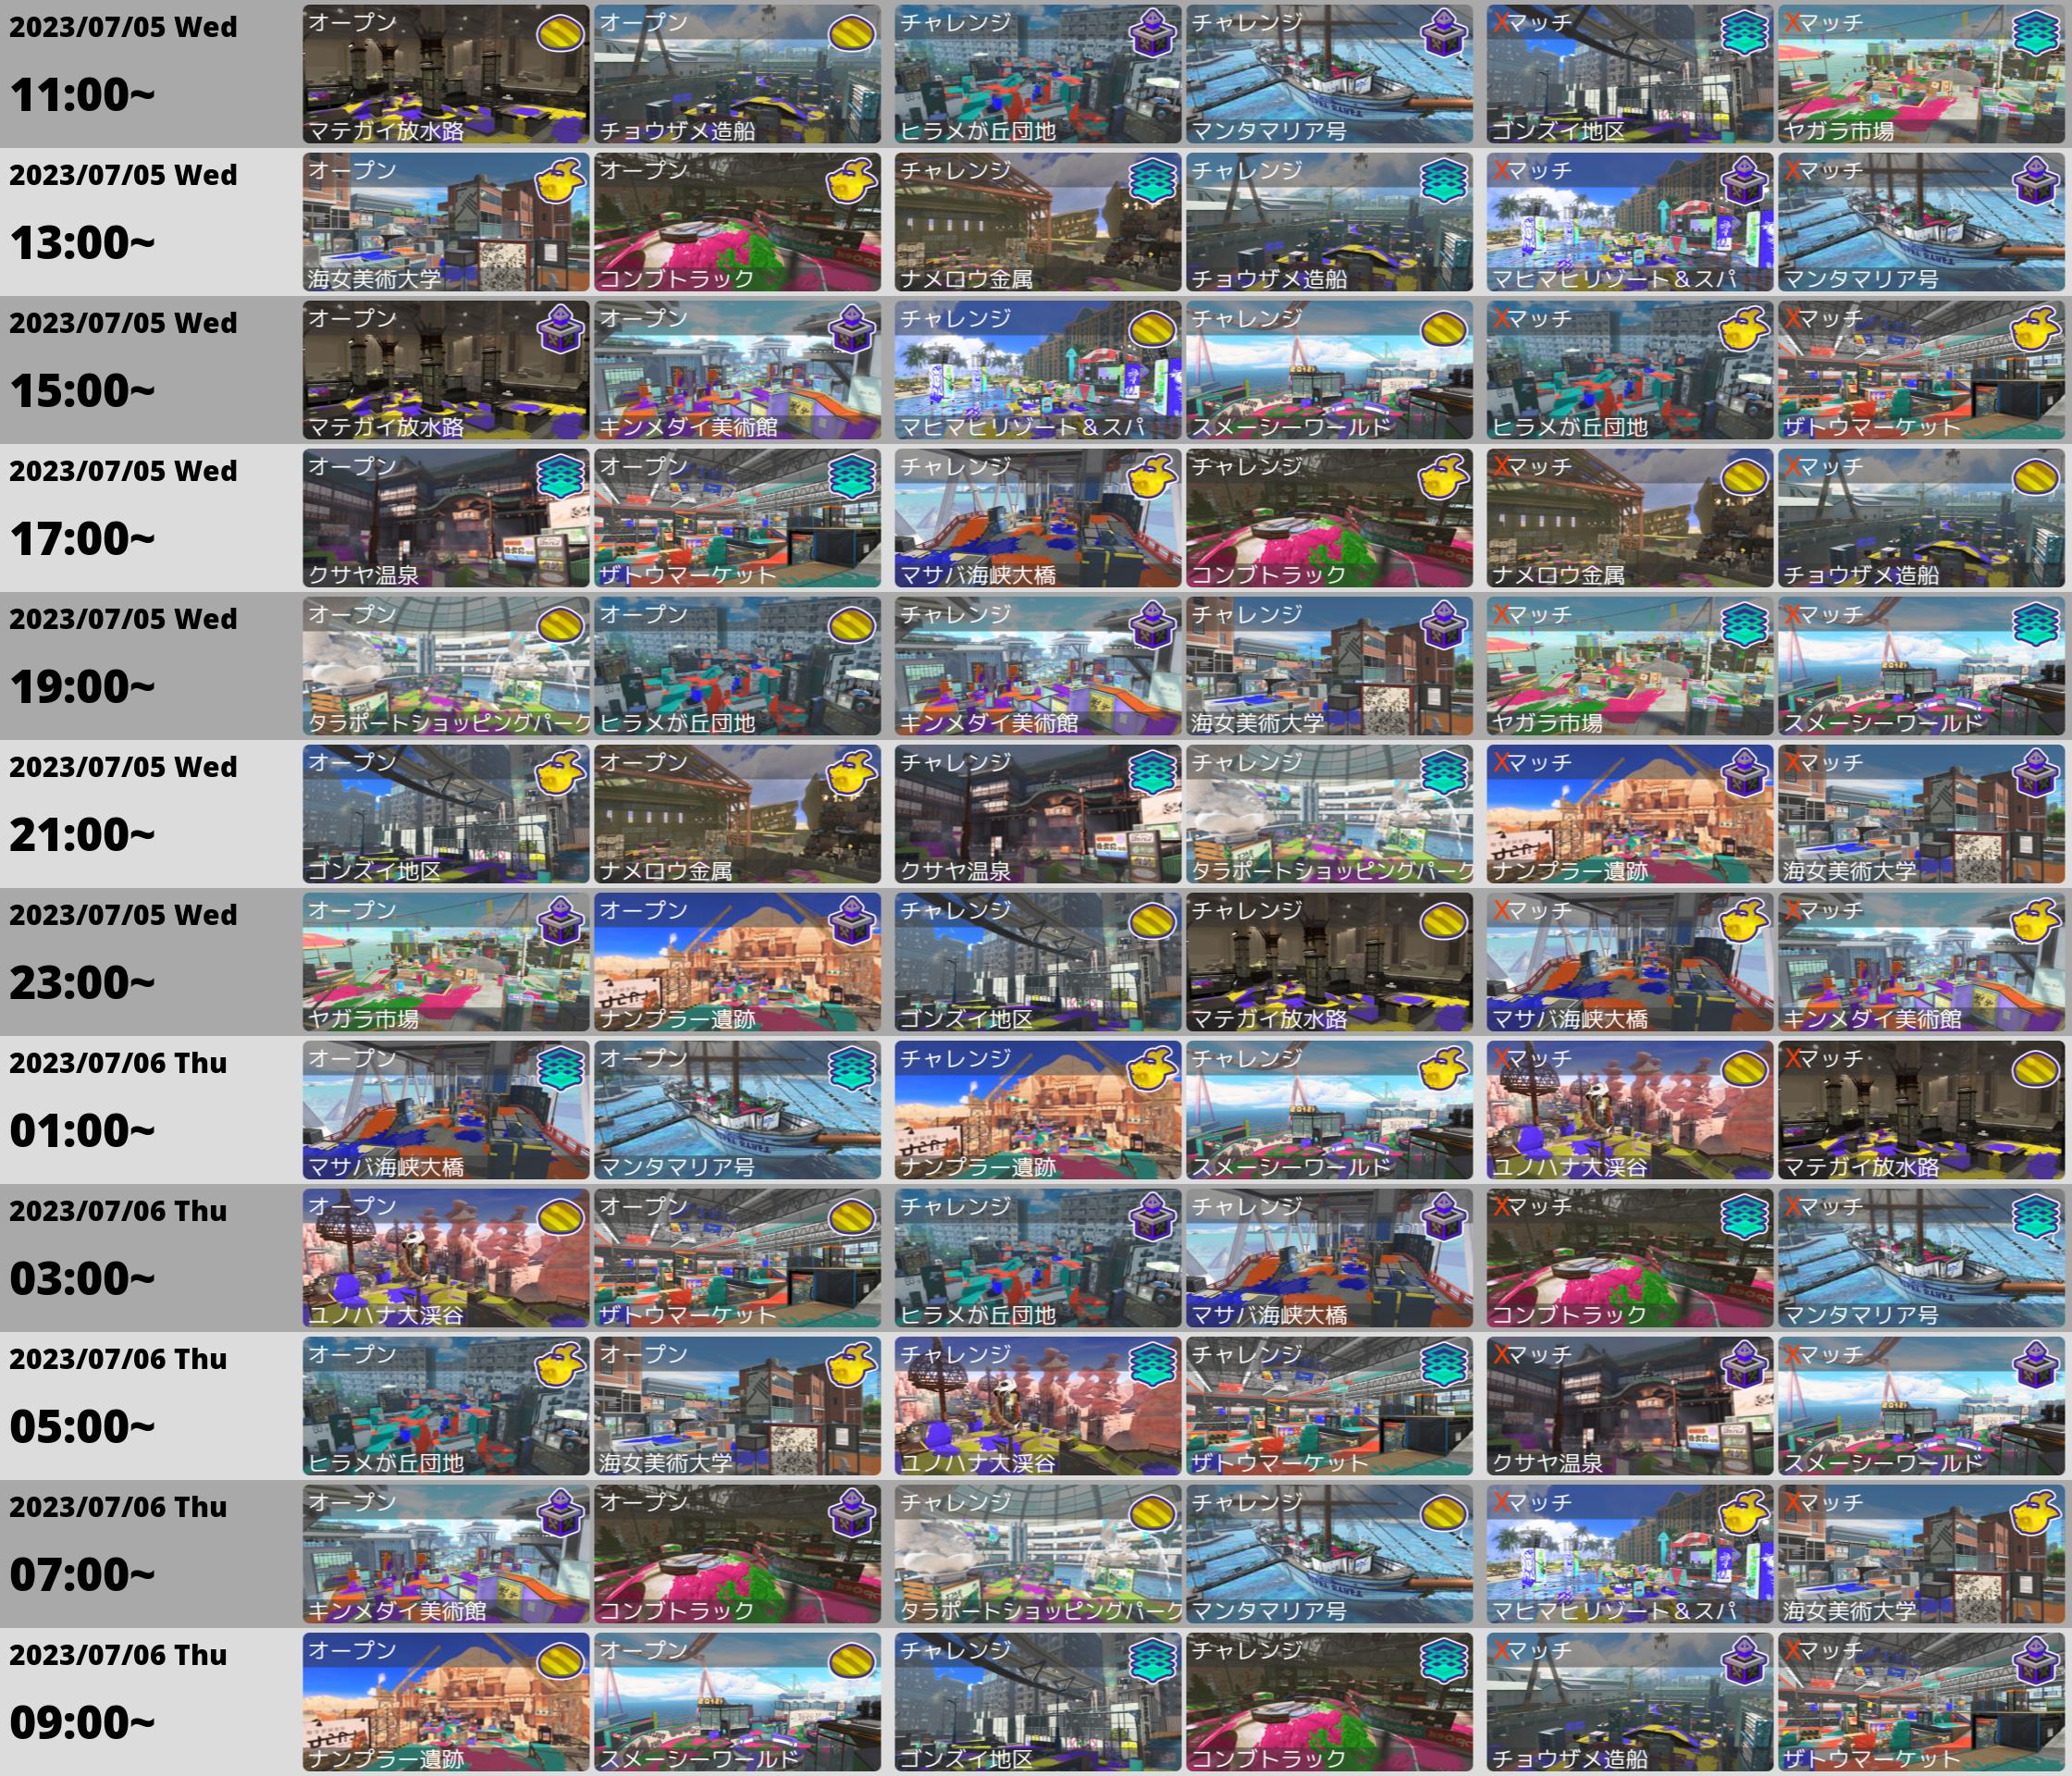 2023/07/05 Wed
11:00~
オープン オープン チャレンジ チャレンジ Xマッチ Xマッチ
マテガイ放水路 チョウザメ造船 ヒラメが丘団地 マンタマリア号 ゴンズイ地区 ヤガラ市場
2023/07/05 Wed
13:00~
オープン オープン チャレンジ チャレンジ Xマッチ Xマッチ
海女美術大学 コンブトラック ナメロウ金属 チョウザメ造船 マヒマヒリゾート＆スパ マンタマリア号
2023/07/05 Wed
15:00~
オープン オープン チャレンジ チャレンジ Xマッチ Xマッチ
マテガイ放水路 キンメダイ美術館 マヒマヒリゾート＆スパ スメーシーワールド ヒラメが丘団地 ザトウマーケット
2023/07/05 Wed
17:00~
オープン オープン チャレンジ チャレンジ Xマッチ Xマッチ
クサヤ温泉 ザトウマーケット マサバ海峡大橋 コンブトラック ナメロウ金属 チョウザメ造船
2023/07/05 Wed
19:00~
オープン オープン チャレンジ チャレンジ Xマッチ Xマッチ
タラポートショッピングパーク ヒラメが丘団地 キンメダイ美術館 海女美術大学 ヤガラ市場 スメーシーワールド
2023/07/05 Wed
21:00~
オープン オープン チャレンジ チャレンジ Xマッチ Xマッチ
ゴンズイ地区 ナメロウ金属 クサヤ温泉 タラポートショッピングパーク ナンプラー遺跡 海女美術大学
2023/07/05 Wed
23:00~
オープン オープン チャレンジ チャレンジ Xマッチ Xマッチ
ヤガラ市場 ナンプラー遺跡 ゴンズイ地区 マテガイ放水路 マサバ海峡大橋 キンメダイ美術館
2023/07/06 Thu
01:00~
オープン オープン チャレンジ チャレンジ Xマッチ Xマッチ
マサバ海峡大橋 マンタマリア号 ナンプラー遺跡 スメーシーワールド ユノハナ大渓谷 マテガイ放水路
2023/07/06 Thu
03:00~
オープン オープン チャレンジ チャレンジ Xマッチ Xマッチ
ユノハナ大渓谷 ザトウマーケット ヒラメが丘団地 マサバ海峡大橋 コンブトラック マンタマリア号
2023/07/06 Thu
05:00~
オープン オープン チャレンジ チャレンジ Xマッチ Xマッチ
ヒラメが丘団地 海女美術大学 ユノハナ大渓谷 ザトウマーケット クサヤ温泉 スメーシーワールド
2023/07/06 Thu
07:00~
オープン オープン チャレンジ チャレンジ Xマッチ Xマッチ
キンメダイ美術館 コンブトラック タラポートショッピングパーク マンタマリア号 マヒマヒリゾート＆スパ 海女美術大学
2023/07/06 Thu
09:00~
オープン オープン チャレンジ チャレンジ Xマッチ Xマッチ
ナンプラー遺跡 スメーシーワールド ゴンズイ地区 コンブトラック チョウザメ造船 ザトウマーケット